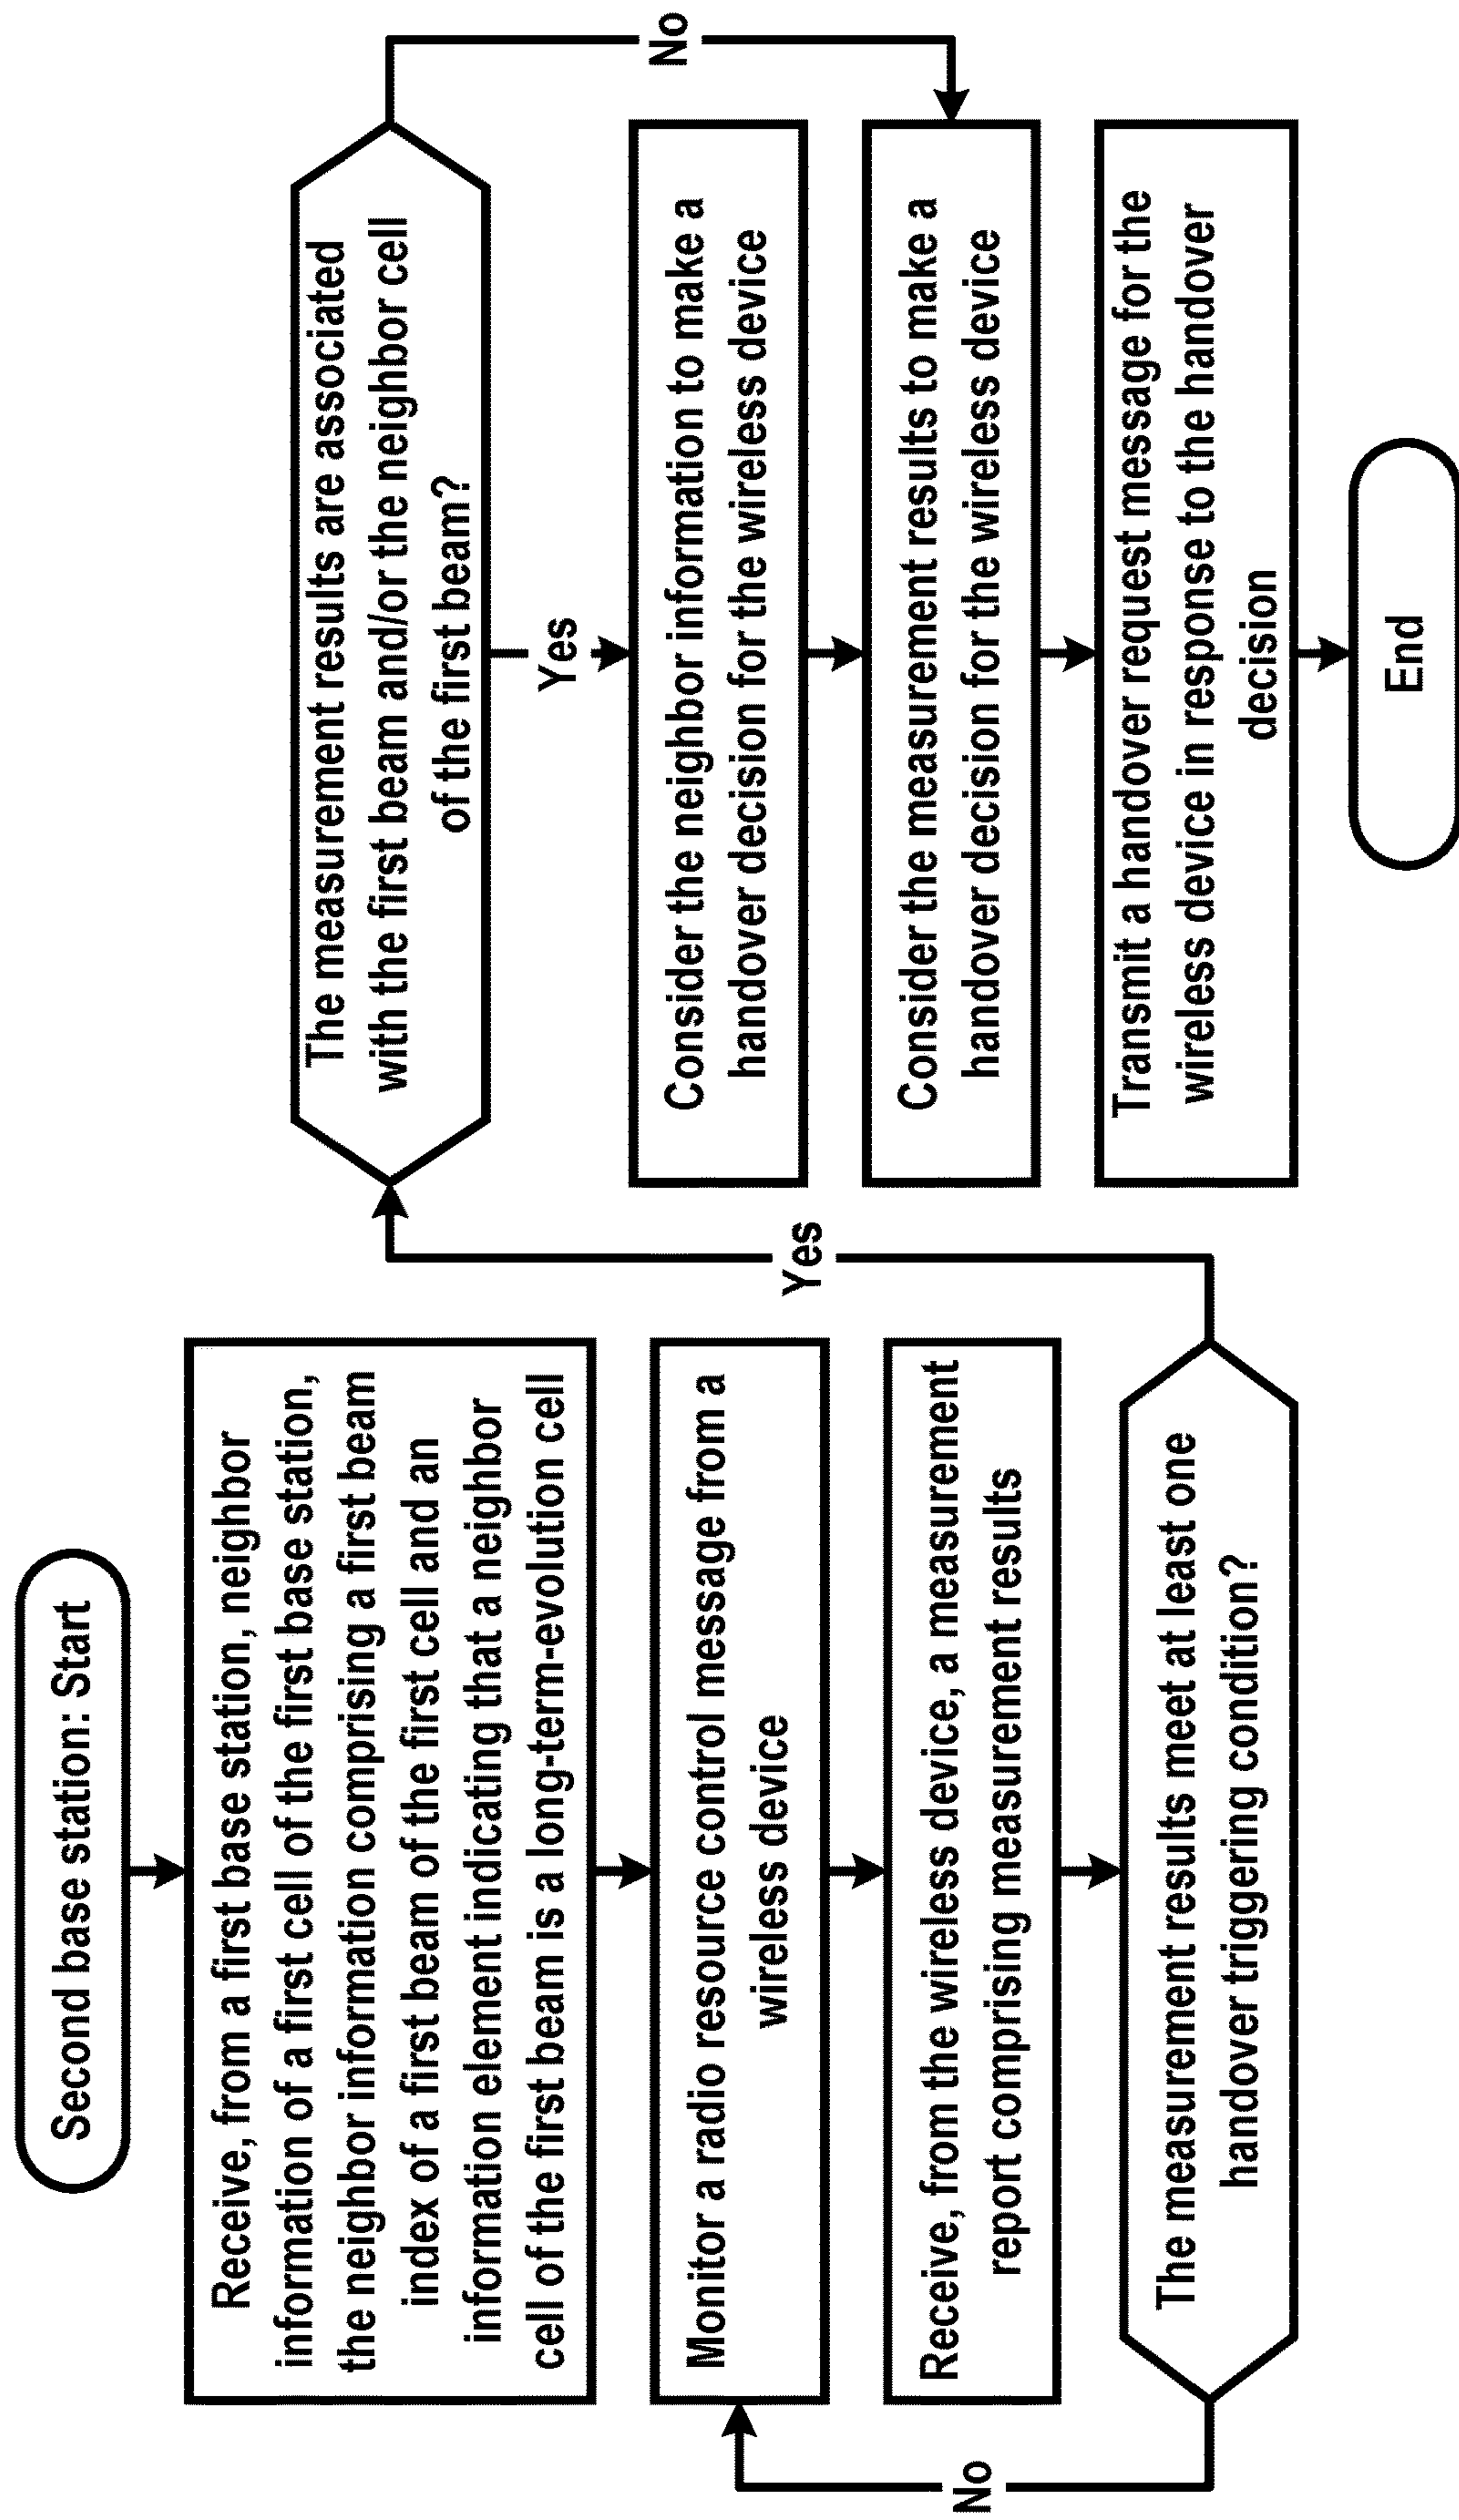 Second base station: Start
Receive, from a first base station, neighbor
information of a first cell of the first base station,
the neighbor information comprising a first beam
index of a first beam of the first cell and an
information element indicating that a neighbor
cell of the first beam is a long-term-evolution cell
Monitor a radio resource control message from a
wireless device
Receive, from the wireless device, a measurement
report comprising measurement results
The measurement results meet at least one
handover triggering condition?
No
Yes
The measurement results are associated
with the first beam and/or the neighbor cell
of the first beam?
Yes
No
Consider the neighbor information to make a
handover decision for the wireless device
Consider the measurement results to make a
handover decision for the wireless device
Transmit a handover request message for the
wireless device in response to the handover
decision
End